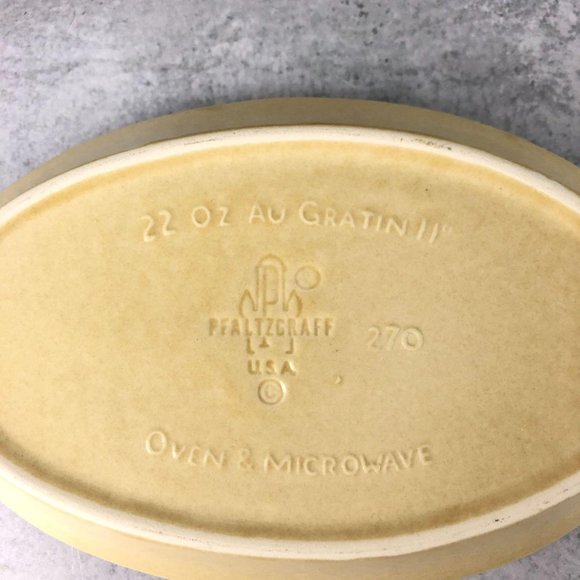 22 OZ AU GRATIN 11"
PFALTZGRAFF
270
U.S.A.
©
OVEN & MICROWAVE